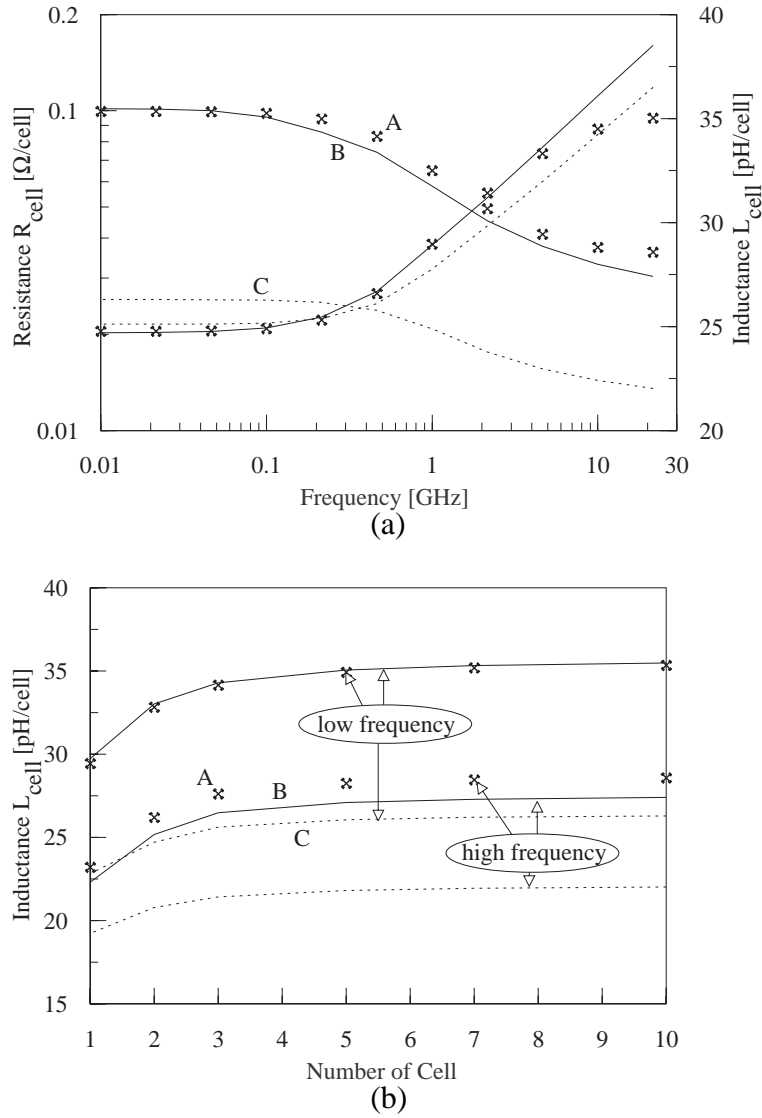 0.2
0.1
0.01
Resistance R_cell [Ω/cell]
40
35
30
25
20
Inductance L_cell [pH/cell]
A
B
C
0.01 0.1 1 10 30
Frequency [GHz]
(a)
40
35
30
25
20
15
Inductance L_cell [pH/cell]
low frequency
A
B
C
high frequency
1 2 3 4 5 6 7 8 9 10
Number of Cell
(b)